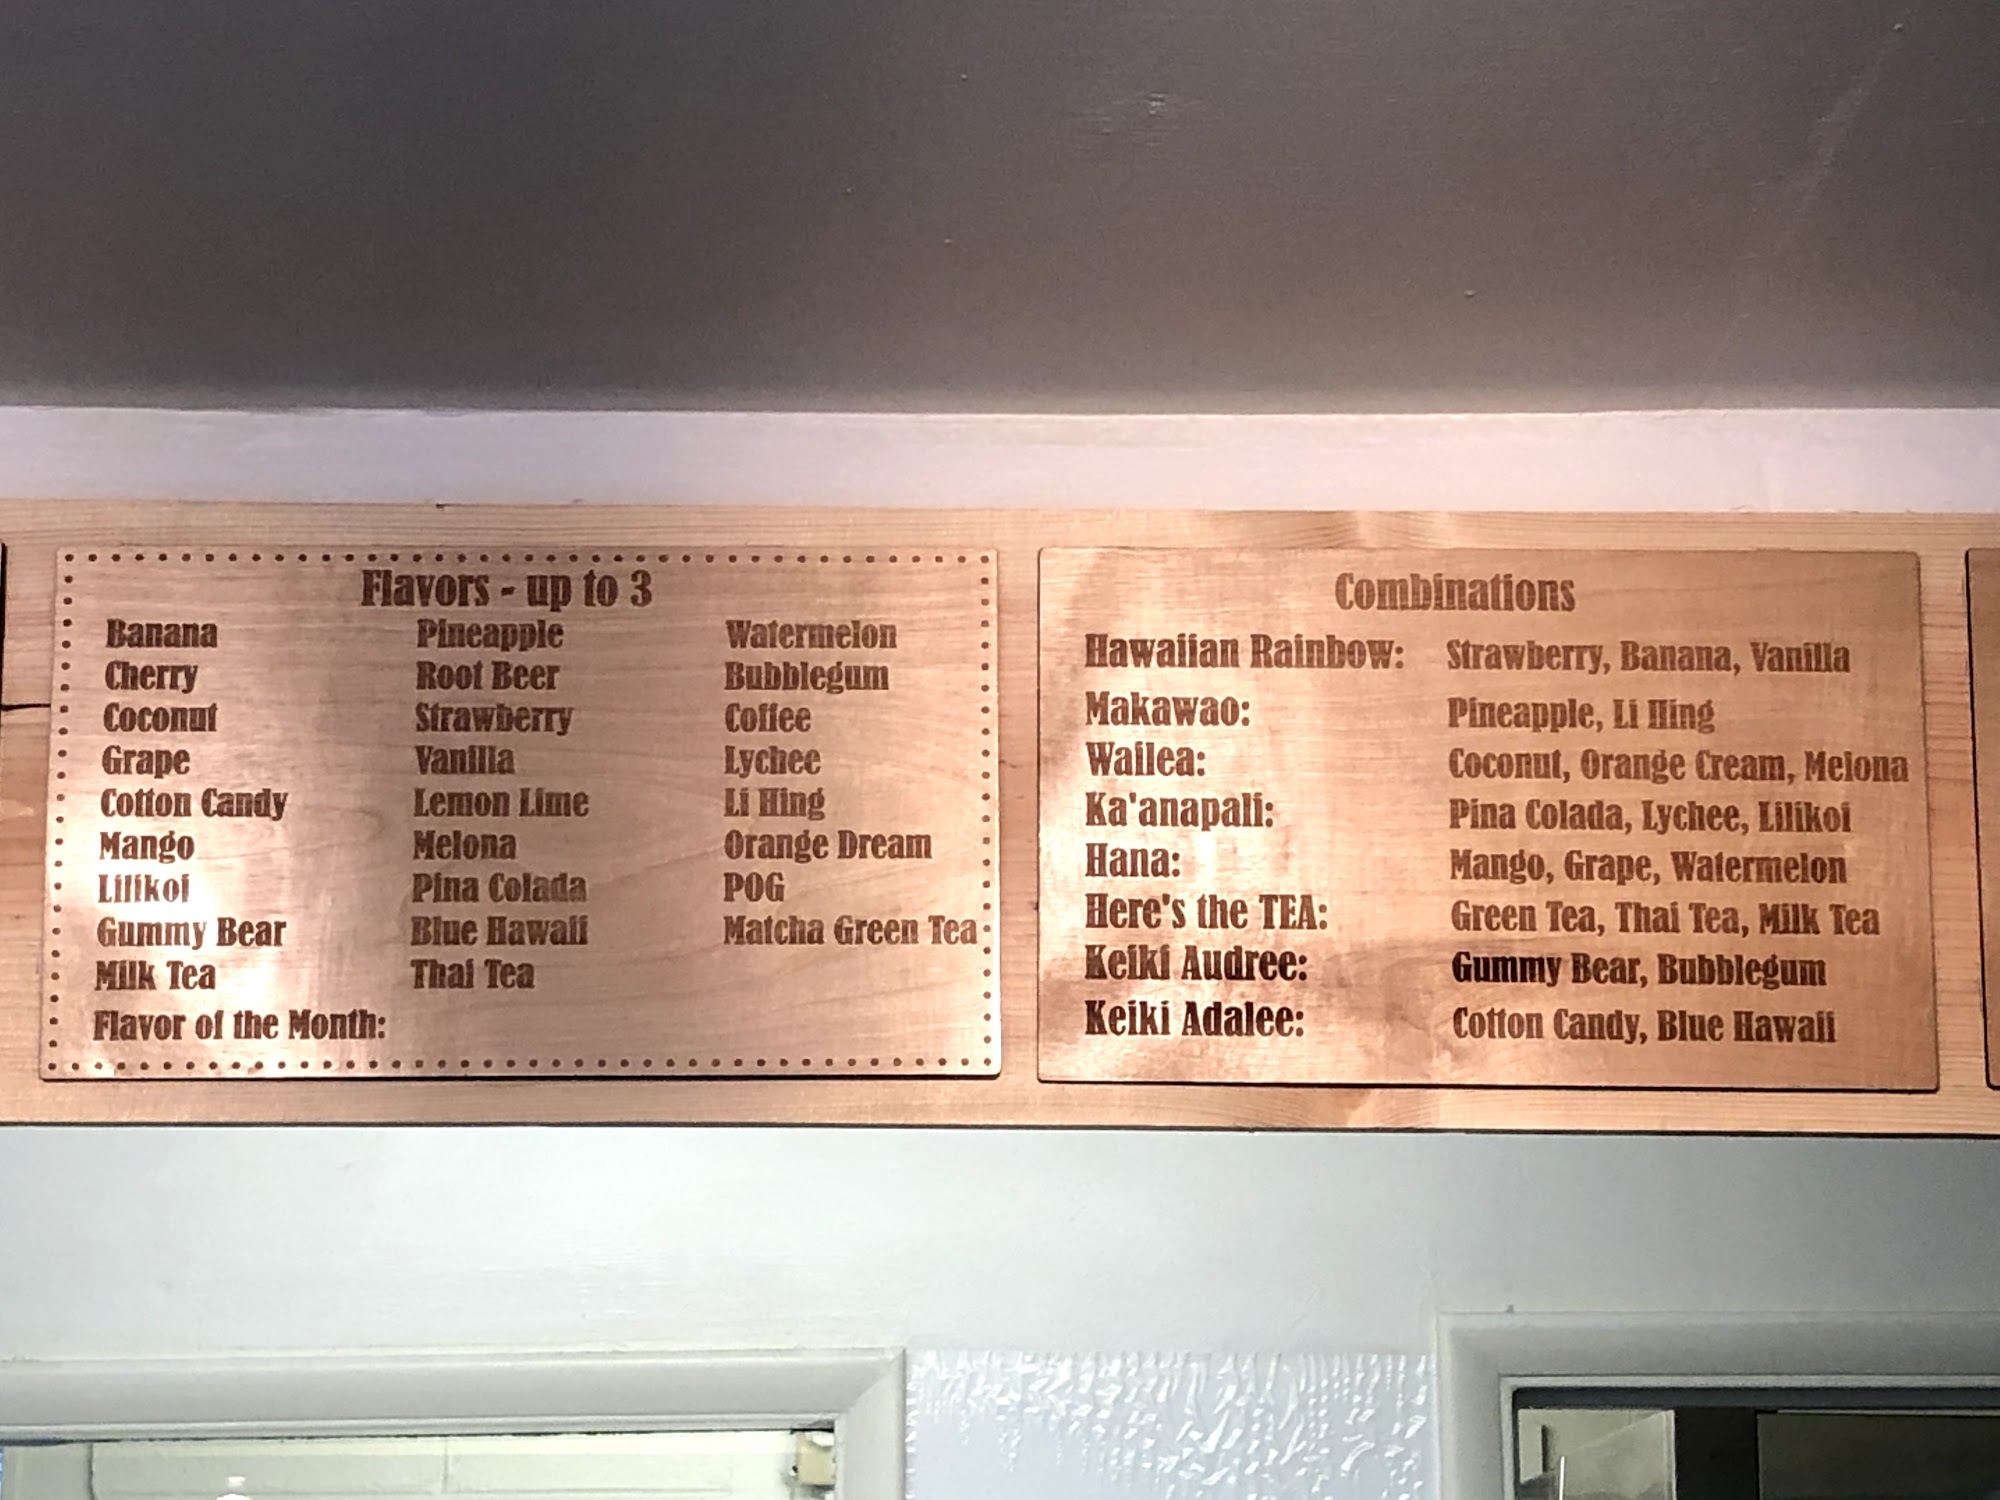 Flavors - up to 3
Banana Pineapple Watermelon
Cherry Root Beer Bubblegum
Coconut Strawberry Coffee
Grape Vanilla Lychee
Cotton Candy Lemon Lime Li Hing
Mango Melona Orange Dream
Lilikoi Pina Colada POG
Gummy Bear Blue Hawaii Matcha Green Tea
Milk Tea Thai Tea
Flavor of the Month:
Combinations
Hawaiian Rainbow: Strawberry, Banana, Vanilla
Makawao: Pineapple, Li Hing
Wailea: Coconut, Orange Cream, Melona
Ka'anapali: Pina Colada, Lychee, Lilikoi
Hana: Mango, Grape, Watermelon
Here's the TEA: Green Tea, Thai Tea, Milk Tea
Keiki Audree: Gummy Bear, Bubblegum
Keiki Adalee: Cotton Candy, Blue Hawaii